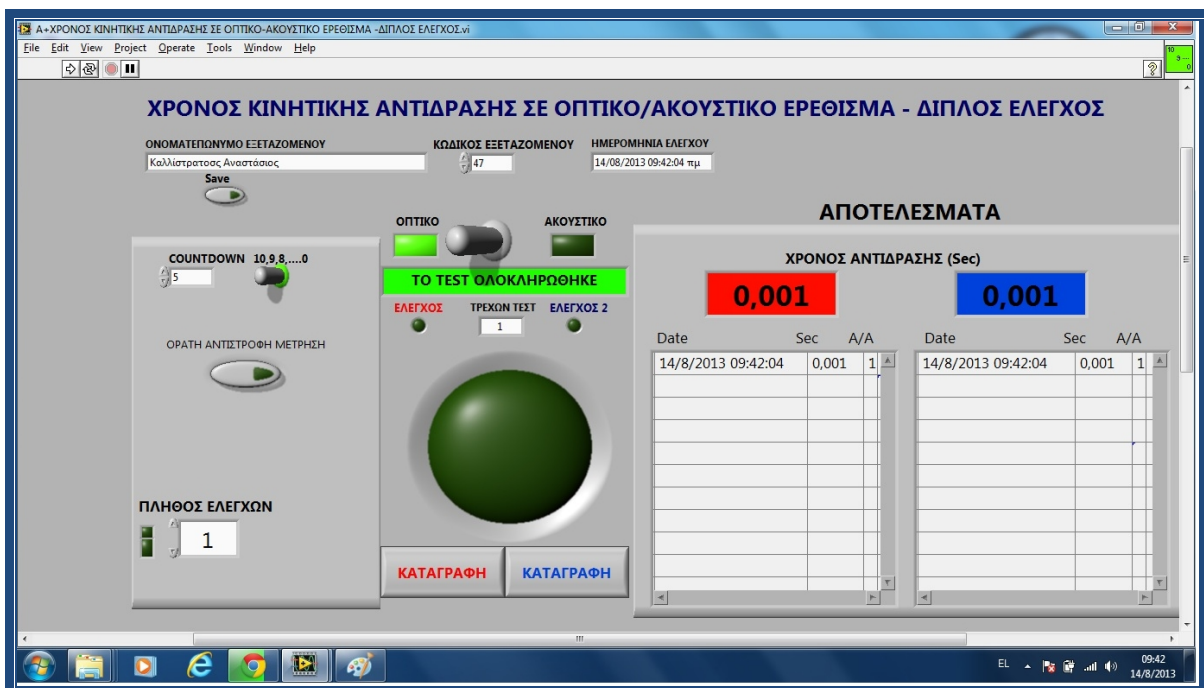 Α+ΧΡΟΝΟΣ ΚΙΝΗΤΙΚΗΣ ΑΝΤΙΔΡΑΣΗΣ ΣΕ ΟΠΤΙΚΟ-ΑΚΟΥΣΤΙΚΟ ΕΡΕΘΙΣΜΑ -ΔΙΠΛΟΣ ΕΛΕΓΧΟΣ.vi
File Edit View Project Operate Tools Window Help
10
9 ---
0
ΧΡΟΝΟΣ ΚΙΝΗΤΙΚΗΣ ΑΝΤΙΔΡΑΣΗΣ ΣΕ ΟΠΤΙΚΟ/ΑΚΟΥΣΤΙΚΟ ΕΡΕΘΙΣΜΑ - ΔΙΠΛΟΣ ΕΛΕΓΧΟΣ
ΟΝΟΜΑΤΕΠΩΝΥΜΟ ΕΞΕΤΑΖΟΜΕΝΟΥ ΚΩΔΙΚΟΣ ΕΞΕΤΑΖΟΜΕΝΟΥ ΗΜΕΡΟΜΗΝΙΑ ΕΛΕΓΧΟΥ
Καλλίστρατοσς Αναστάσιος 47 14/08/2013 09:42:04 πμ
Save
ΟΠΤΙΚΟ ΑΚΟΥΣΤΙΚΟ
ΑΠΟΤΕΛΕΣΜΑΤΑ
COUNTDOWN 10,9,8,....0
5
ΤΟ TEST ΟΛΟΚΛΗΡΩΘΗΚΕ
ΕΛΕΓΧΟΣ ΤΡΕΧΩΝ ΤΕΣΤ ΕΛΕΓΧΟΣ 2
1
ΧΡΟΝΟΣ ΑΝΤΙΔΡΑΣΗΣ (Sec)
0,001 0,001
ΟΡΑΤΗ ΑΝΤΙΣΤΡΟΦΗ ΜΕΤΡΗΣΗ
Date Sec A/A Date Sec A/A
14/8/2013 09:42:04 0,001 1 14/8/2013 09:42:04 0,001 1
ΠΛΗΘΟΣ ΕΛΕΓΧΩΝ
1
ΚΑΤΑΓΡΑΦΗ ΚΑΤΑΓΡΑΦΗ
EL 09:42
14/8/2013